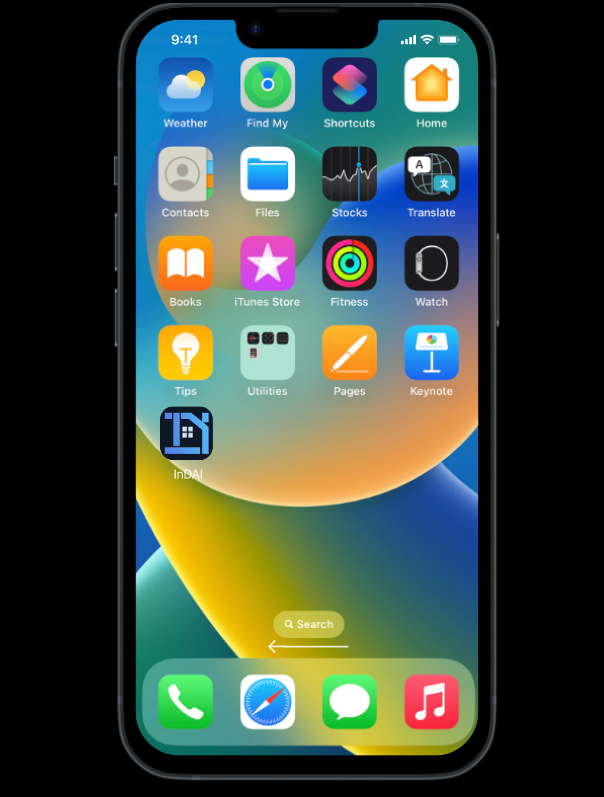 9:41
Weather Find My Shortcuts Home
A
文
Contacts Files Stocks Translate
Books iTunes Store Fitness Watch
T
Tips Utilities Pages Keynote
InDAI
Search